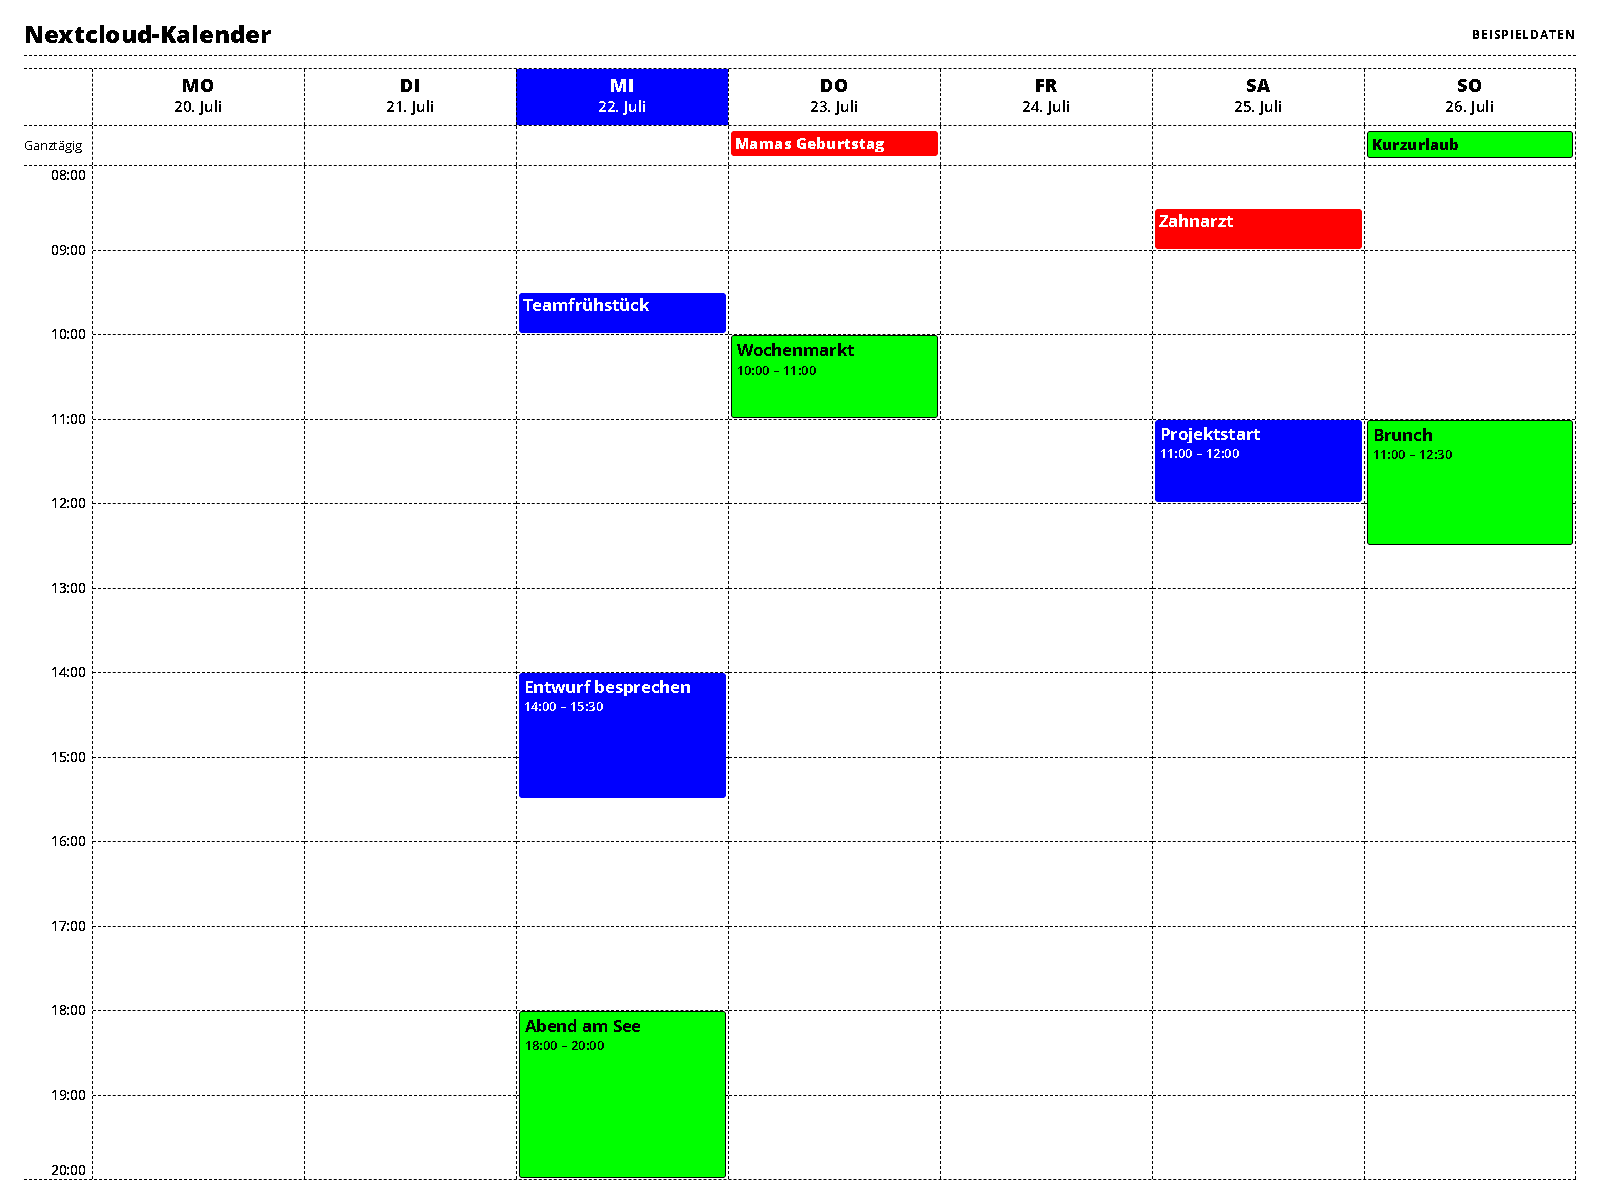 Nextcloud-Kalender
BEISPIELDATEN
MO
20. Juli
DI
21. Juli
MI
22. Juli
DO
23. Juli
FR
24. Juli
SA
25. Juli
SO
26. Juli
Ganztägig
Mamas Geburtstag
Kurzurlaub
08:00
Zahnarzt
09:00
Teamfrühstück
10:00
Wochenmarkt
10:00 – 11:00
11:00
Projektstart
11:00 – 12:00
Brunch
11:00 – 12:30
12:00
13:00
14:00
Entwurf besprechen
14:00 – 15:30
15:00
16:00
17:00
18:00
Abend am See
18:00 – 20:00
19:00
20:00